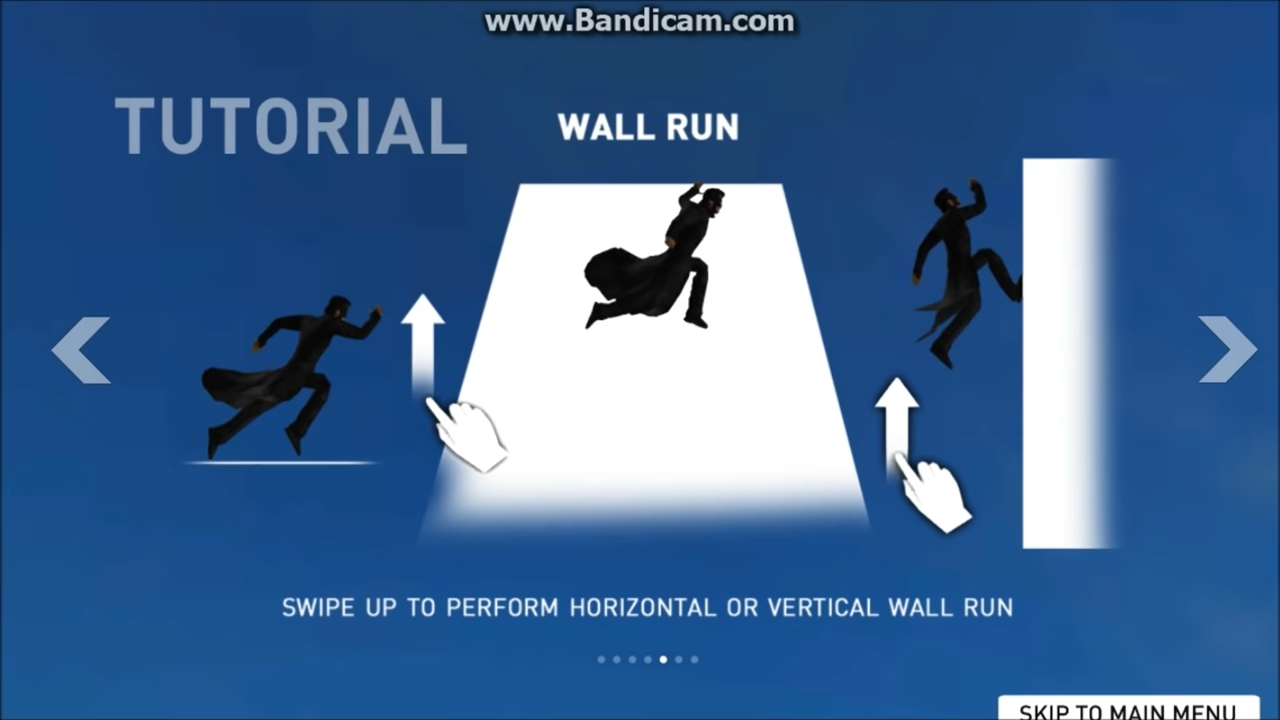 www.Bandicam.com
TUTORIAL
WALL RUN
SWIPE UP TO PERFORM HORIZONTAL OR VERTICAL WALL RUN
SKIP TO MAIN MENU